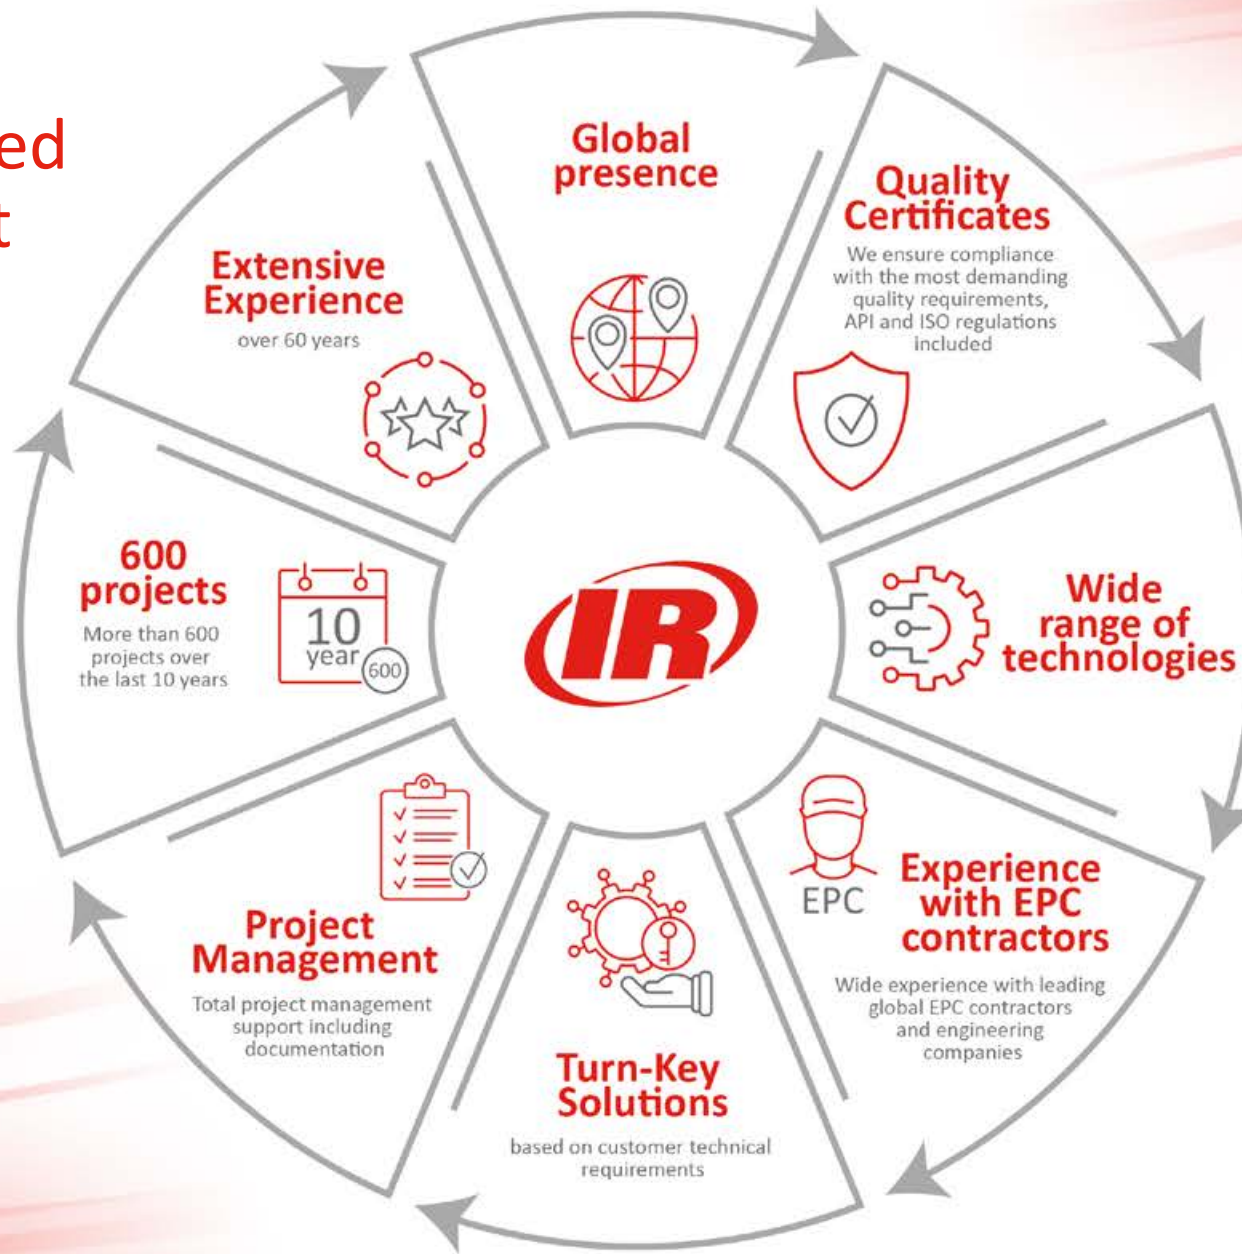 ed
t
Global
presence
Quality
Certificates
We ensure compliance
with the most demanding
quality requirements,
API and ISO regulations
included
Wide
range of
technologies
EPC
Experience
with EPC
contractors
Wide experience with leading
global EPC contractors
and engineering
companies
Turn-Key
Solutions
based on customer technical
requirements
Project
Management
Total project management
support including
documentation
600
projects
More than 600
projects over
the last 10 years
10
year
600
Extensive
Experience
over 60 years
IR